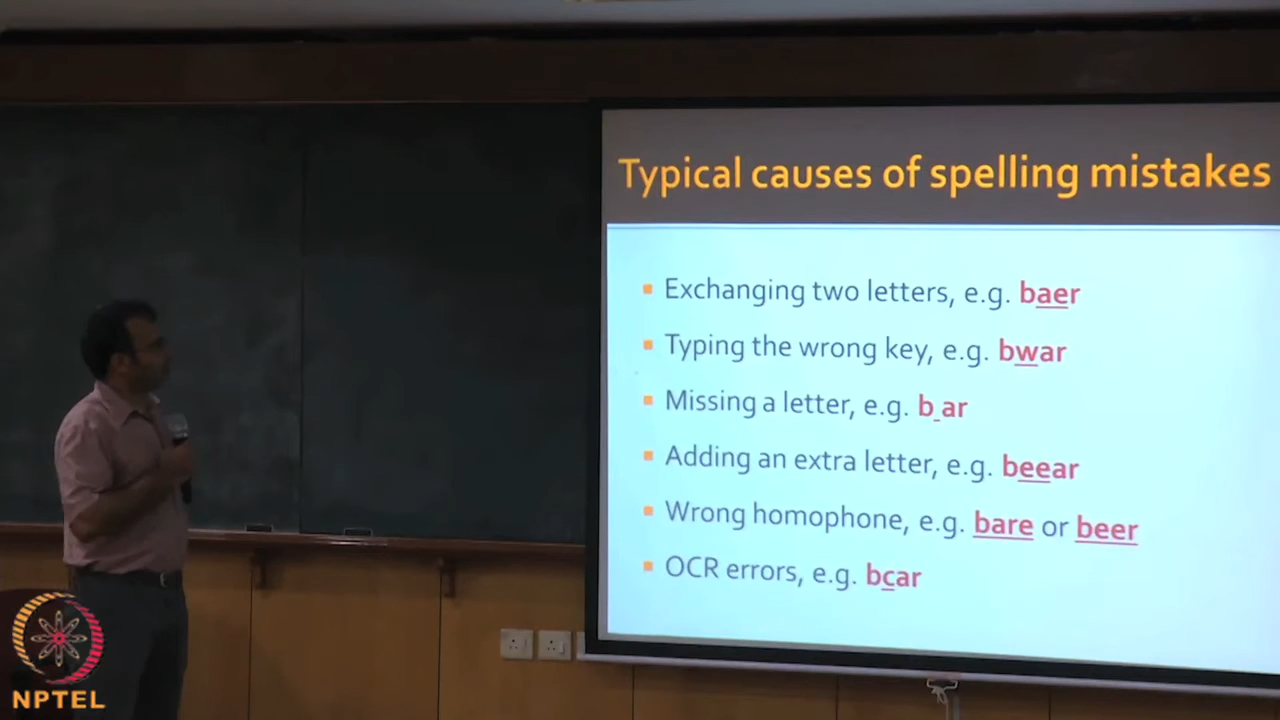 Typical causes of spelling mistakes
Exchanging two letters, e.g. baer
Typing the wrong key, e.g. bwar
Missing a letter, e.g. b_ar
Adding an extra letter, e.g. beear
Wrong homophone, e.g. bare or beer
OCR errors, e.g. bcar
NPTEL